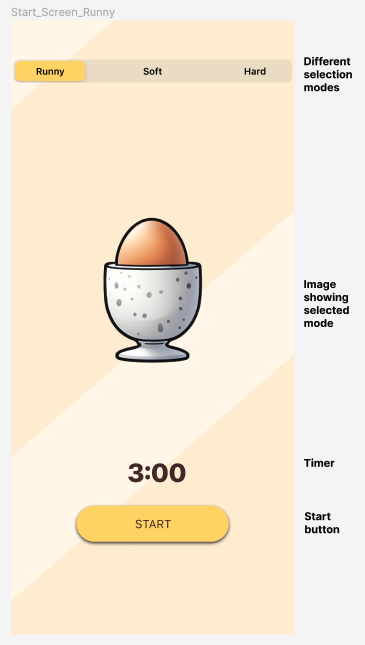 Start_Screen_Runny
Runny Soft Hard
Different
selection
modes
Image
showing
selected
mode
3:00
Timer
START
Start
button